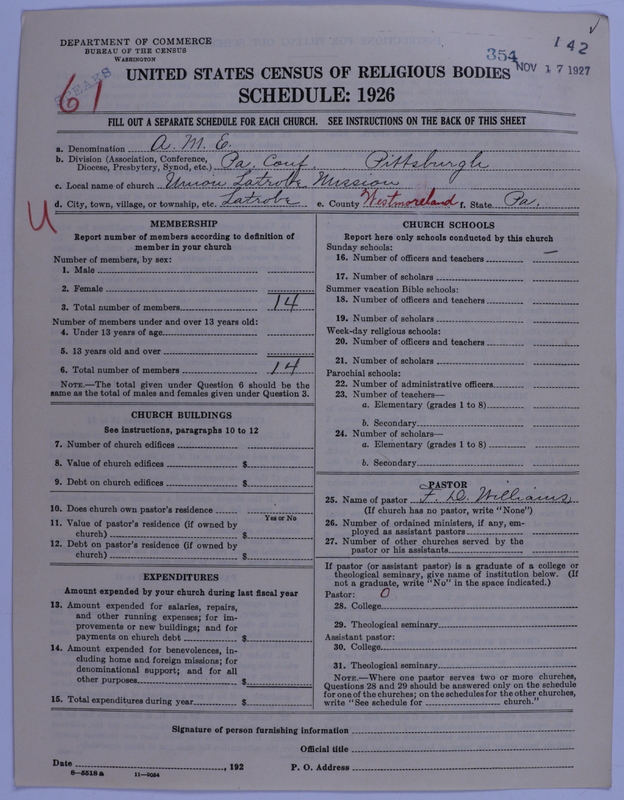 DEPARTMENT OF COMMERCE
BUREAU OF THE CENSUS
WASHINGTON
354
142
NOV 17 1927
SPEAKS
61
UNITED STATES CENSUS OF RELIGIOUS BODIES
SCHEDULE: 1926
FILL OUT A SEPARATE SCHEDULE FOR EACH CHURCH. SEE INSTRUCTIONS ON THE BACK OF THIS SHEET
a. Denomination A. M. E.
b. Division (Association, Conference, Diocese, Presbytery, Synod, etc.) Pa. Conf. Pittsburgh
c. Local name of church Union Latrobe Mission
d. City, town, village, or township, etc. Latrobe e. County Westmoreland f. State Pa.
U
MEMBERSHIP
Report number of members according to definition of
member in your church
Number of members, by sex:
1. Male
2. Female
3. Total number of members 14
Number of members under and over 13 years old:
4. Under 13 years of age
5. 13 years old and over
6. Total number of members 14
NOTE.—The total given under Question 6 should be
same as the total of males and females given under Question 3.
CHURCH BUILDINGS
See instructions, paragraphs 10 to 12
7. Number of church edifices
8. Value of church edifices $
9. Debt on church edifices $
10. Does church own pastor's residence
Yes or No
11. Value of pastor's residence (if owned by
church) $
12. Debt on pastor's residence (if owned by
church) $
EXPENDITURES
Amount expended by your church during last fiscal year
13. Amount expended for salaries, repairs,
and other running expenses; for im-
provements or new buildings; and for
payments on church debt $
14. Amount expended for benevolences, in-
cluding home and foreign missions; for
denominational support; and for all
other purposes $
15. Total expenditures during year $
CHURCH SCHOOLS
Report here only schools conducted by this church
Sunday schools:
16. Number of officers and teachers —
17. Number of scholars
Summer vacation Bible schools:
18. Number of officers and teachers
19. Number of scholars
Week-day religious schools:
20. Number of officers and teachers
21. Number of scholars
Parochial schools:
22. Number of administrative officers
23. Number of teachers—
a. Elementary (grades 1 to 8)
b. Secondary
24. Number of scholars—
a. Elementary (grades 1 to 8)
b. Secondary
PASTOR
25. Name of pastor F. D. Williams
(If church has no pastor, write "None")
26. Number of ordained ministers, if any, em-
ployed as assistant pastors
27. Number of other churches served by the
pastor or his assistants
If pastor (or assistant pastor) is a graduate of a college or
theological seminary, give name of institution below. (If
not a graduate, write "No" in the space indicated.)
Pastor: 0
28. College
29. Theological seminary
Assistant pastor:
30. College
31. Theological seminary
NOTE.—Where one pastor serves two or more churches,
Questions 28 and 29 should be answered only on the schedule
for one of the churches; on the schedules for the other churches,
write "See schedule for church."
Signature of person furnishing information
Official title
Date , 192 P. O. Address
8—5518 a 11—9054